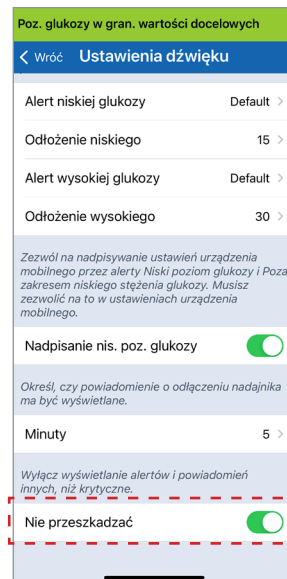 Poz. glukozy w gran. wartości docelowych
Wróć Ustawienia dźwięku
Alert niskiej glukozy Default
Odłożenie niskiego 15
Alert wysokiej glukozy Default
Odłożenie wysokiego 30
Zezwól na nadpisywanie ustawień urządzenia
mobilnego przez alerty Niski poziom glukozy i Poza
zakresem niskiego stężenia glukozy. Musisz
zezwolić na to w ustawieniach urządzenia
mobilnego.
Nadpisanie nis. poz. glukozy
Określ, czy powiadomienie o odłączeniu nadajnika
ma być wyświetlane.
Minuty 5
Wyłącz wyświetlanie alertów i powiadomień
innych, niż krytyczne.
Nie przeszkadzać